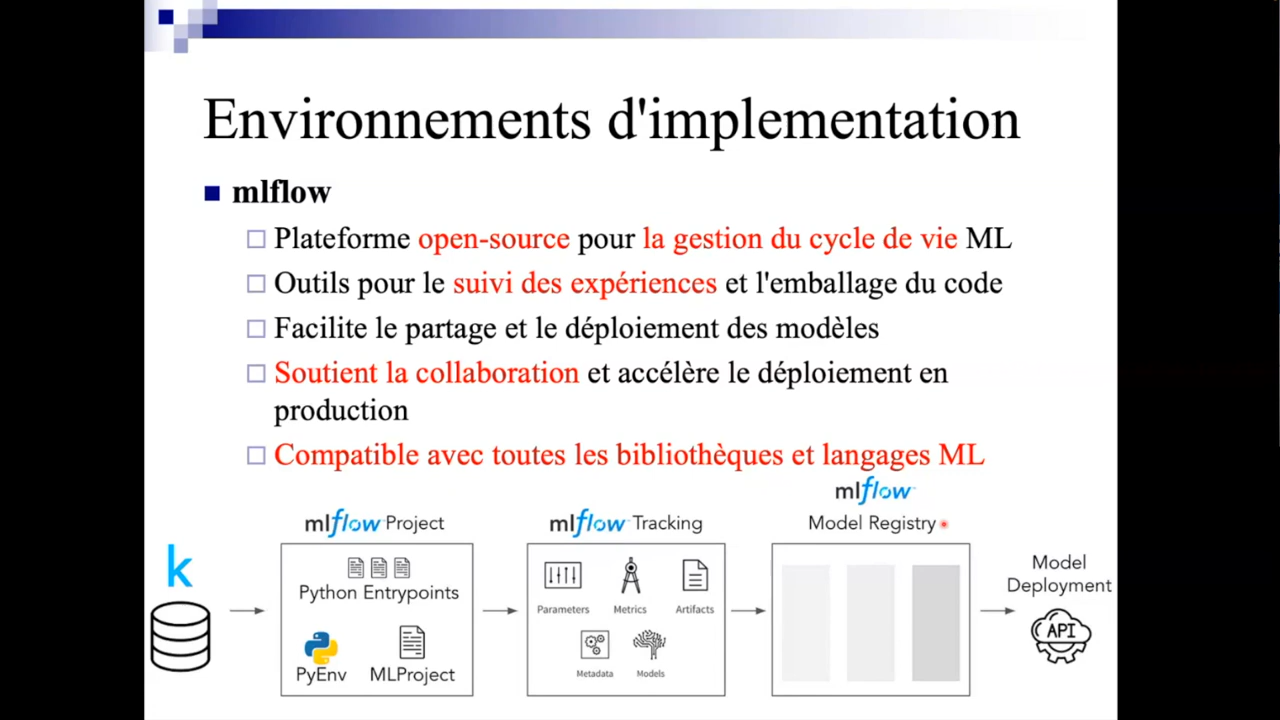 Environnements d'implementation
mlflow
Plateforme open-source pour la gestion du cycle de vie ML
Outils pour le suivi des expériences et l'emballage du code
Facilite le partage et le déploiement des modèles
Soutient la collaboration et accélère le déploiement en
production
Compatible avec toutes les bibliothèques et langages ML
mlflow Project
Python Entrypoints
PyEnv
MLProject
mlflow Tracking
Parameters
Metrics
Artifacts
Metadata
Models
mlflow
Model Registry
Model
Deployment
API
k